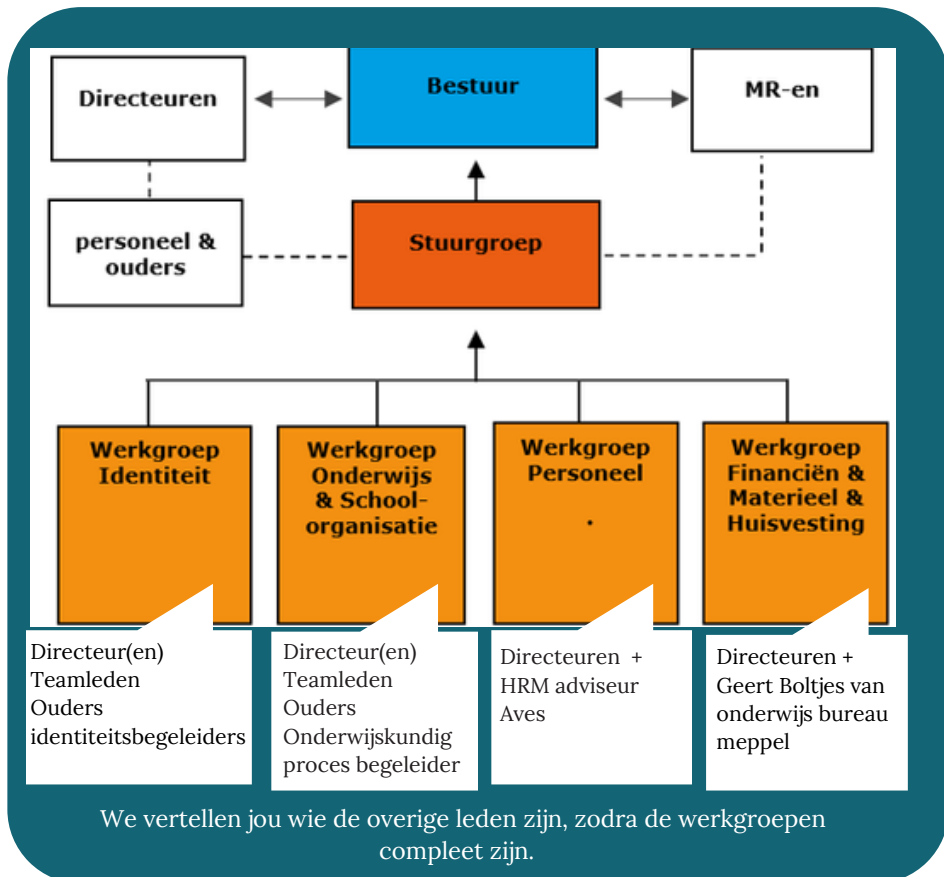 Directeuren
Bestuur
MR-en
personeel &
ouders
Stuurgroep
Werkgroep
Identiteit
Werkgroep
Onderwijs
& School-
organisatie
Werkgroep
Personeel
.
Werkgroep
Financiën &
Materieel &
Huisvesting
Directeur(en)
Teamleden
Ouders
identiteitsbegeleiders
Directeur(en)
Teamleden
Ouders
Onderwijskundig
proces begeleider
Directeuren +
HRM adviseur
Aves
Directeuren +
Geert Boltjes van
onderwijs bureau
meppel
We vertellen jou wie de overige leden zijn, zodra de werkgroepen
compleet zijn.